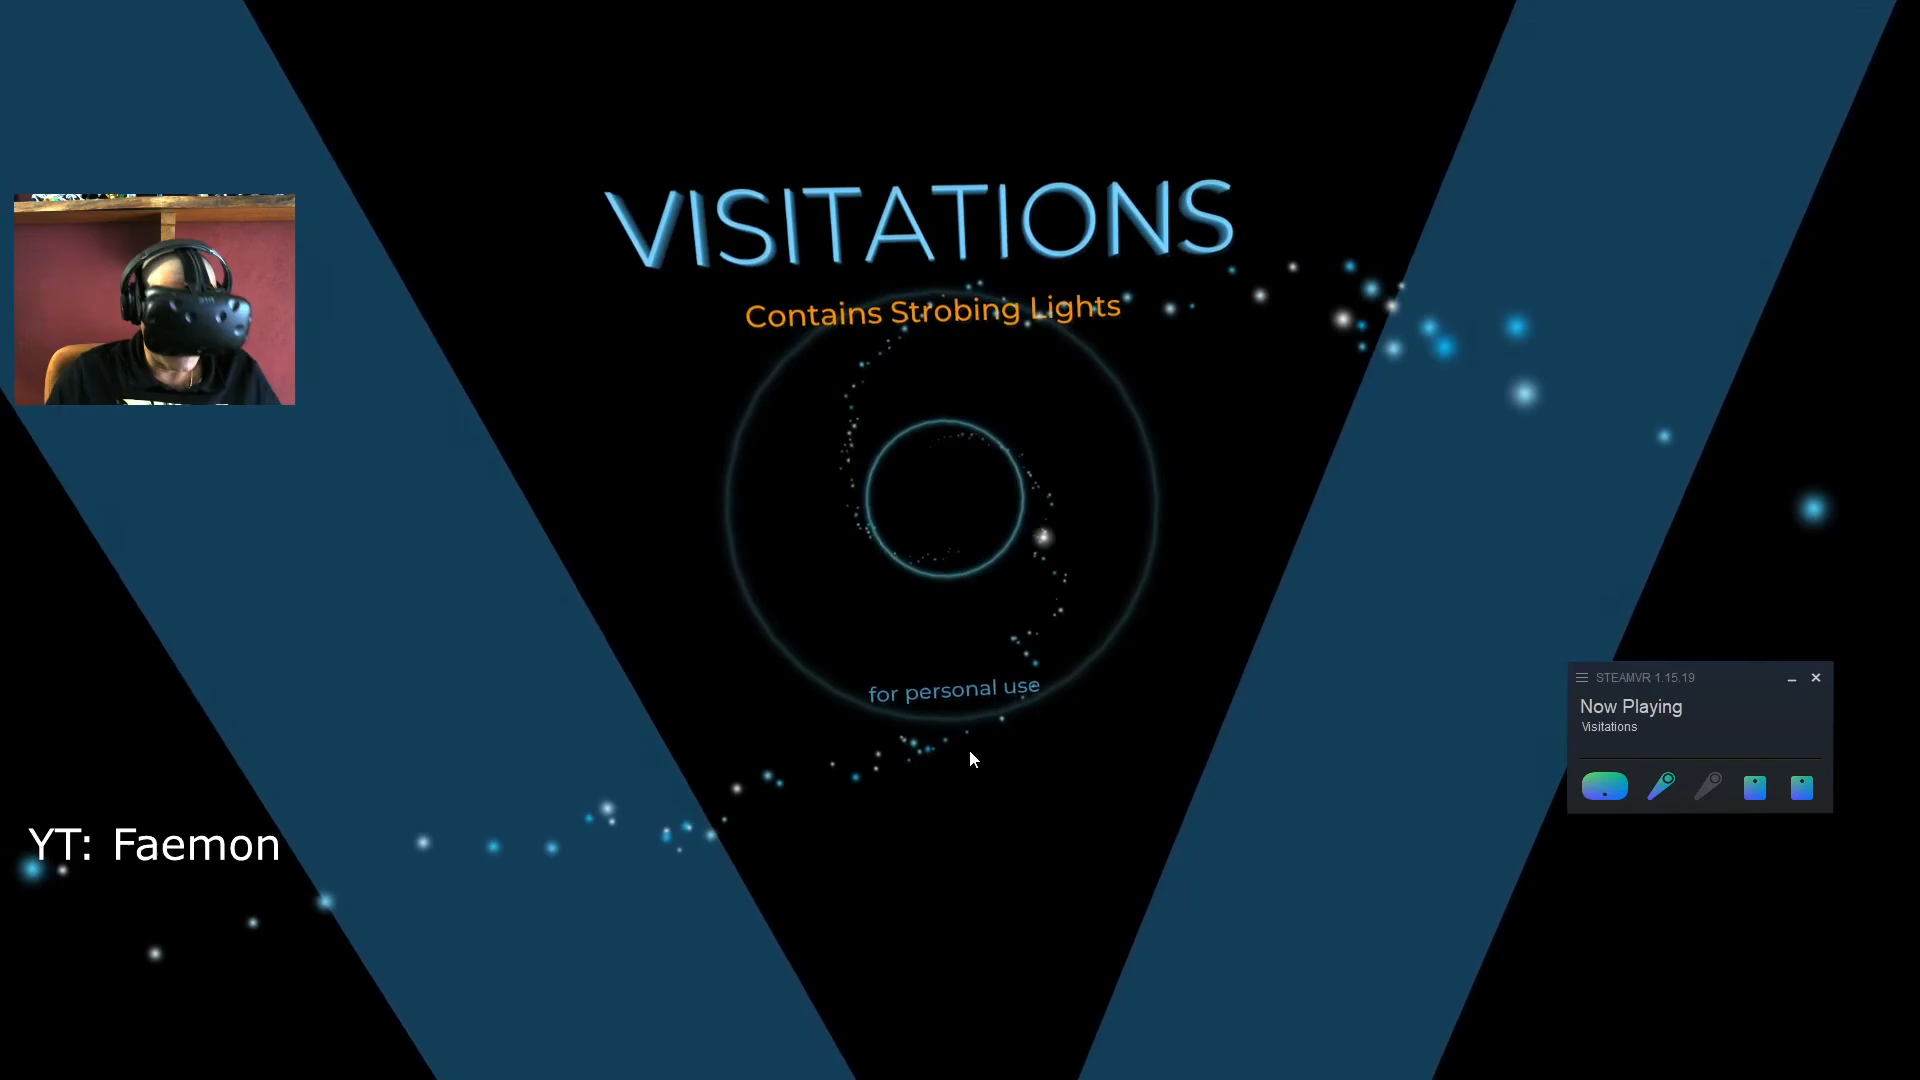 VISITATIONS
Contains Strobing Lights
for personal use
STEAMVR 1.15.19
Now Playing
Visitations
YT: Faemon